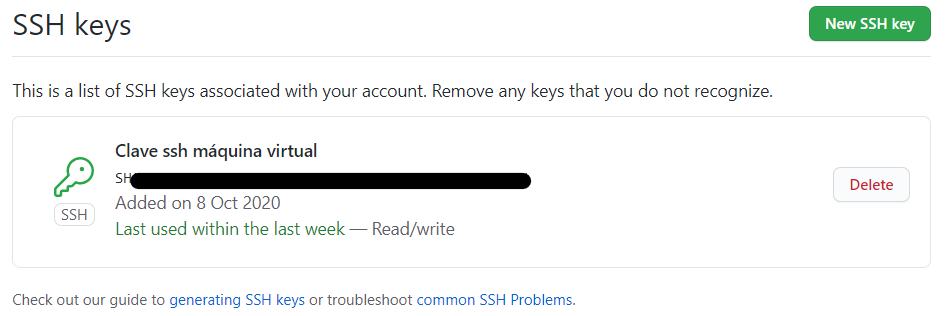 SSH keys
New SSH key
This is a list of SSH keys associated with your account. Remove any keys that you do not recognize.
Clave ssh máquina virtual
SH
Added on 8 Oct 2020
Last used within the last week — Read/write
SSH
Delete
Check out our guide to generating SSH keys or troubleshoot common SSH Problems.